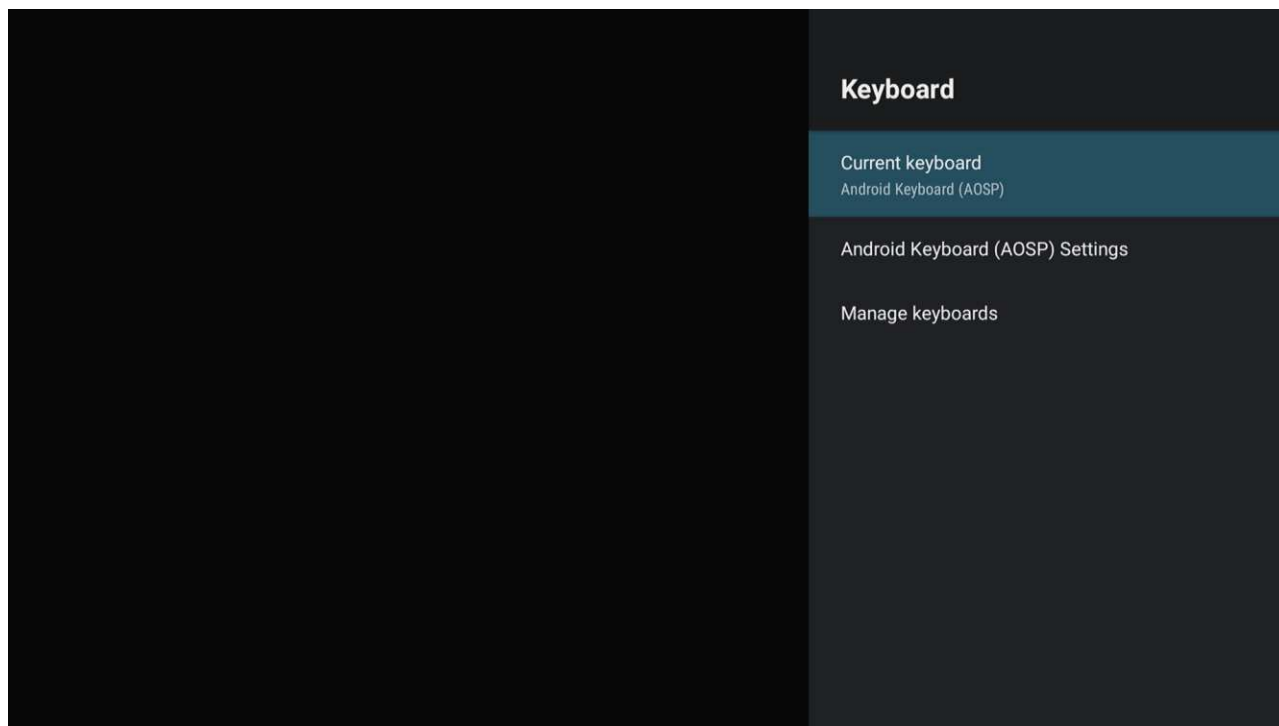 Keyboard
Current keyboard
Android Keyboard (AOSP)
Android Keyboard (AOSP) Settings
Manage keyboards